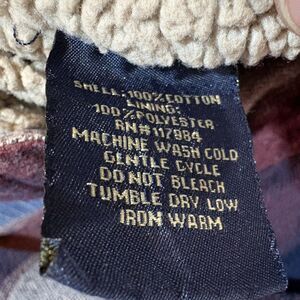 SHELL: 100% COTTON
LINING:
100% POLYESTER
RN# 117884
MACHINE WASH COLD
GENTLE CYCLE
DO NOT BLEACH
TUMBLE DRY LOW
IRON WARM